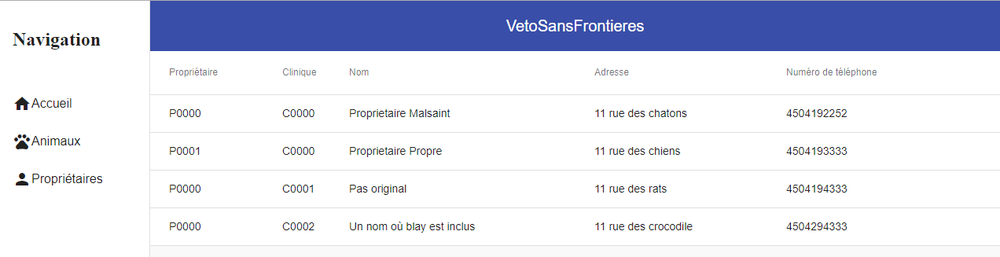 Navigation
Accueil
Animaux
Propriétaires
VetoSansFrontieres
Propriétaire Clinique Nom Adresse Numéro de téléphone
P0000 C0000 Proprietaire Malsaint 11 rue des chatons 4504192252
P0001 C0000 Proprietaire Propre 11 rue des chiens 4504193333
P0000 C0001 Pas original 11 rue des rats 4504194333
P0000 C0002 Un nom où blay est inclus 11 rue des crocodile 4504294333